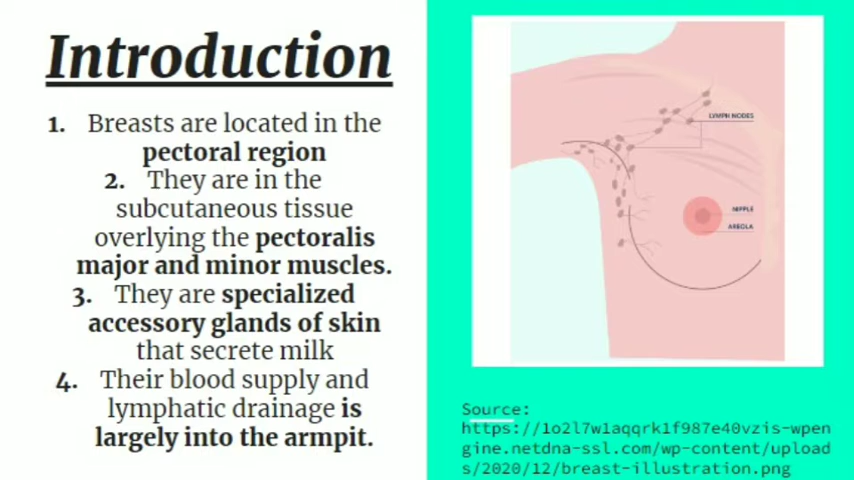 Introduction
1. Breasts are located in the
pectoral region
2. They are in the
subcutaneous tissue
overlying the pectoralis
major and minor muscles.
3. They are specialized
accessory glands of skin
that secrete milk
4. Their blood supply and
lymphatic drainage is
largely into the armpit.
LYMPH NODES
NIPPLE
AREOLA
Source:
https://1o2l7w1aqqrk1f987e40vzis-wpen
gine.netdna-ssl.com/wp-content/upload
s/2020/12/breast-illustration.png